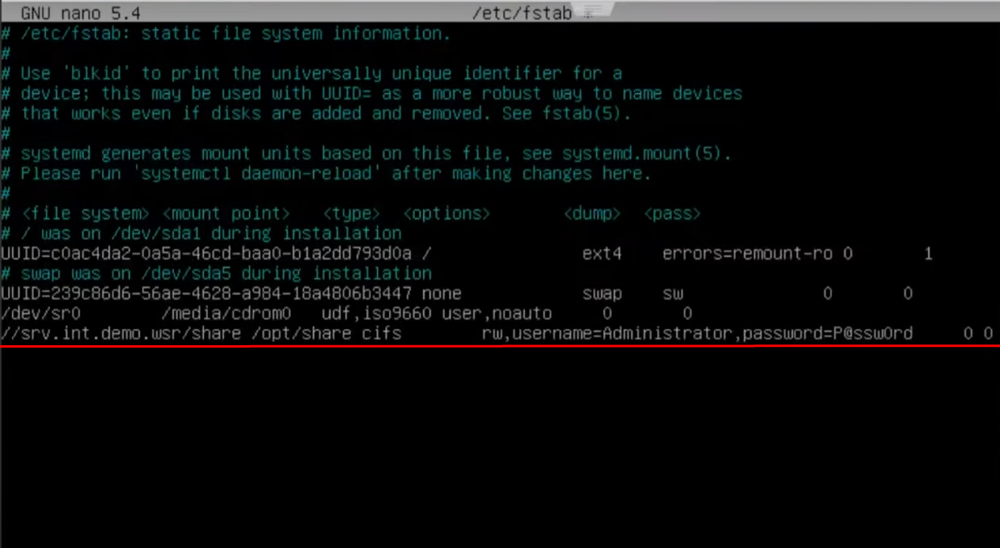 GNU nano 5.4 /etc/fstab *
# /etc/fstab: static file system information.
#
# Use 'blkid' to print the universally unique identifier for a
# device; this may be used with UUID= as a more robust way to name devices
# that works even if disks are added and removed. See fstab(5).
#
# systemd generates mount units based on this file, see systemd.mount(5).
# Please run 'systemctl daemon-reload' after making changes here.
#
# <file system> <mount point>   <type>  <options>       <dump>  <pass>
# / was on /dev/sda1 during installation
UUID=c0ac4da2-0a5a-46cd-baa0-b1a2dd793d0a /               ext4    errors=remount-ro 0       1
# swap was on /dev/sda5 during installation
UUID=239c86d6-56ae-4628-a984-18a4806b3447 none            swap    sw              0       0
/dev/sr0        /media/cdrom0   udf,iso9660 user,noauto     0       0
//srv.int.demo.wsr/share /opt/share cifs        rw,username=Administrator,password=P@ssw0rd     0 0